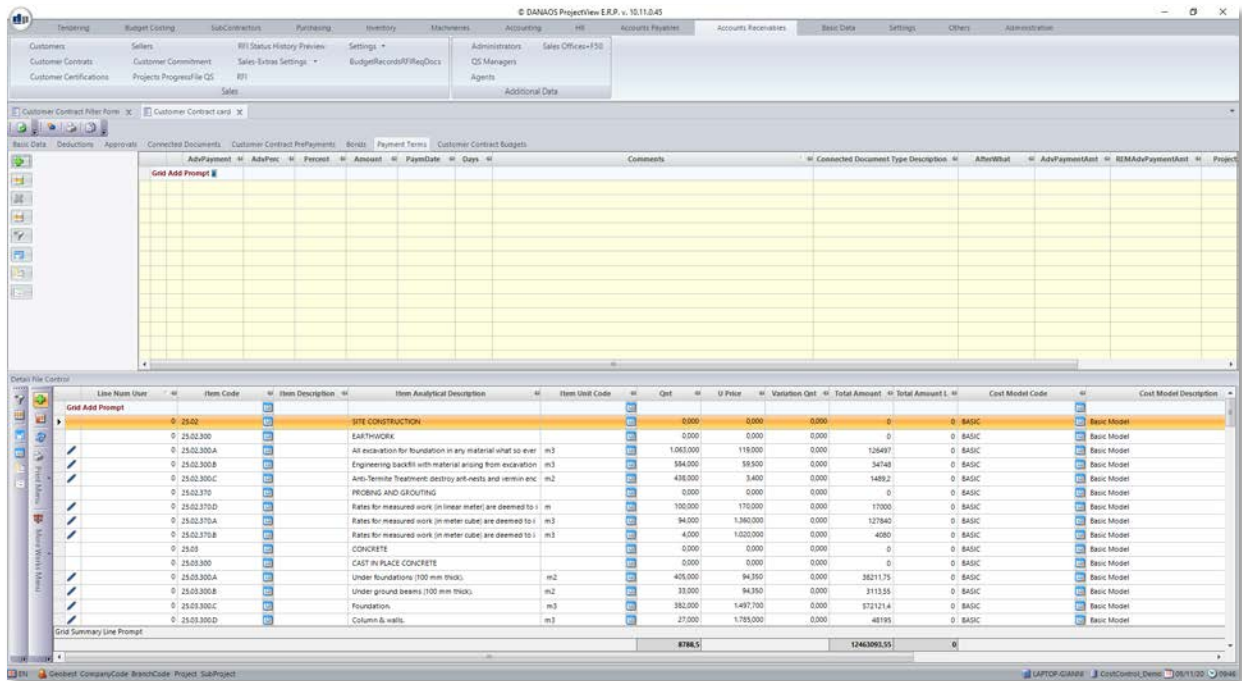 © DANAOS ProjectView E.R.P. v. 10.11.0.45
Tendering Budget Costing SubContractors Purchasing Inventory Machineries Accounting HR Accounts Payables Accounts Receivables Basic Data Settings Others Administration
Customers Sellers RFI Status History Preview Settings Administrators Sales Offices=F50
Customer Contrats Customer Commitment Sales-Extras Settings BudgetRecordsRFIReqDocs QS Managers
Customer Certifications Projects ProgressFile QS RFI Agents
Sales Additional Data
Customer Contract Filter Form Customer Contract card
Basic Data Deductions Approvals Connected Documents Customer Contract PrePayments Bonds Payment Terms Customer Contract Budgets
AdvPayment AdvPerc Percent Amount PaymDate Days Comments Connected Document Type Description AfterWhat AdvPaymentAmt REMAdvPaymentAmt Project
Grid Add Prompt
Detail File Control
Line Num User Item Code Item Description Item Analytical Description Item Unit Code Qnt U Price Variation Qnt Total Amount Total Amount L Cost Model Code Cost Model Description
Grid Add Prompt
0 25.02 SITE CONSTRUCTION 0,000 0,000 0,000 0 0 BASIC Basic Model
0 25.02.300 EARTHWORK 0,000 0,000 0,000 0 0 BASIC Basic Model
0 25.02.300.A All excavation for foundation in any material what so ever m3 1.063,000 119,000 0,000 126497 0 BASIC Basic Model
0 25.02.300.B Engineering backfill with material arising from excavation m3 584,000 59,500 0,000 34748 0 BASIC Basic Model
0 25.02.300.C Anti-Termite Treatment: destroy ant-nests and vermin enc m2 438,000 3,400 0,000 1489,2 0 BASIC Basic Model
0 25.02.370 PROBING AND GROUTING 0,000 0,000 0,000 0 0 BASIC Basic Model
0 25.02.370.D Rates for measured work (in linear meter) are deemed to i m 100,000 170,000 0,000 17000 0 BASIC Basic Model
0 25.02.370.A Rates for measured work (in meter cube) are deemed to i m3 94,000 1.360,000 0,000 127840 0 BASIC Basic Model
0 25.02.370.B Rates for measured work (in meter cube) are deemed to i m3 4,000 1.020,000 0,000 4080 0 BASIC Basic Model
0 25.03 CONCRETE 0,000 0,000 0,000 0 0 BASIC Basic Model
0 25.03.300 CAST IN PLACE CONCRETE 0,000 0,000 0,000 0 0 BASIC Basic Model
0 25.03.300.A Under foundations (100 mm thick). m2 405,000 94,350 0,000 38211,75 0 BASIC Basic Model
0 25.03.300.B Under ground beams (100 mm thick). m2 33,000 94,350 0,000 3113,55 0 BASIC Basic Model
0 25.03.300.C Foundation. m3 382,000 1.497,700 0,000 572121,4 0 BASIC Basic Model
0 25.03.300.D Column & walls. m3 27,000 1.785,000 0,000 48195 0 BASIC Basic Model
Grid Summary Line Prompt
8788,5 12463093,55 0
Print Menu
More Works Menu
EN Geobest CompanyCode BranchCode Project SubProject LAPTOP-GIANNI CostControl_Demo 09/11/20 09:46